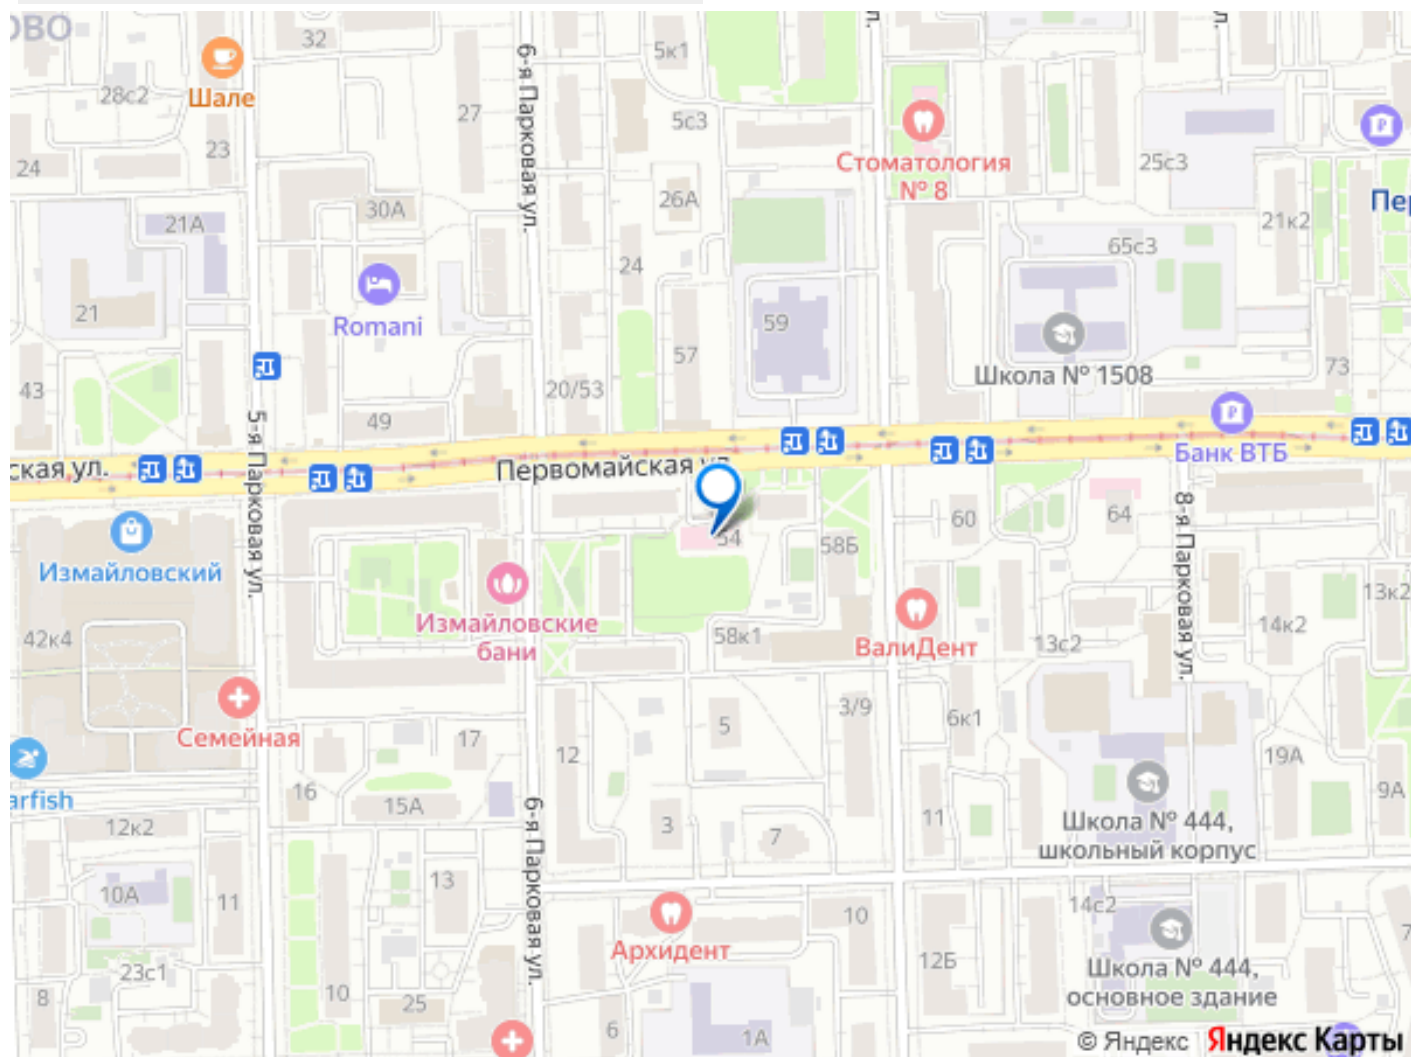 ОВО
32
5к1
ул.
ул.
28с2
Шале
27
6-я Парковая ул.
5с3
Стоматология
№ 8
25с3
24
23
26А
Пер
21А
30А
21к2
65с3
24
21
Romani
59
57
Школа № 1508
73
43
20/53
49
5-я Парковая ул.
Банк ВТБ
ская ул.
Первомайская ул.
54
58Б
60
64
8-я Парковая ул.
Измайловский
Измайловские
бани
42к4
58к1
ВалиДент
13с2
14к2
13к2
Семейная
17
12
5
3/9
6к1
19А
arfish
16
15А
9А
12к2
3
7
11
Школа № 444,
школьный корпус
6-я Парковая ул.
10А
11
13
10
14с2
Архидент
12Б
Школа № 444,
основное здание
23с1
8
10
25
6
1А
7
© Яндекс Яндекс Карты